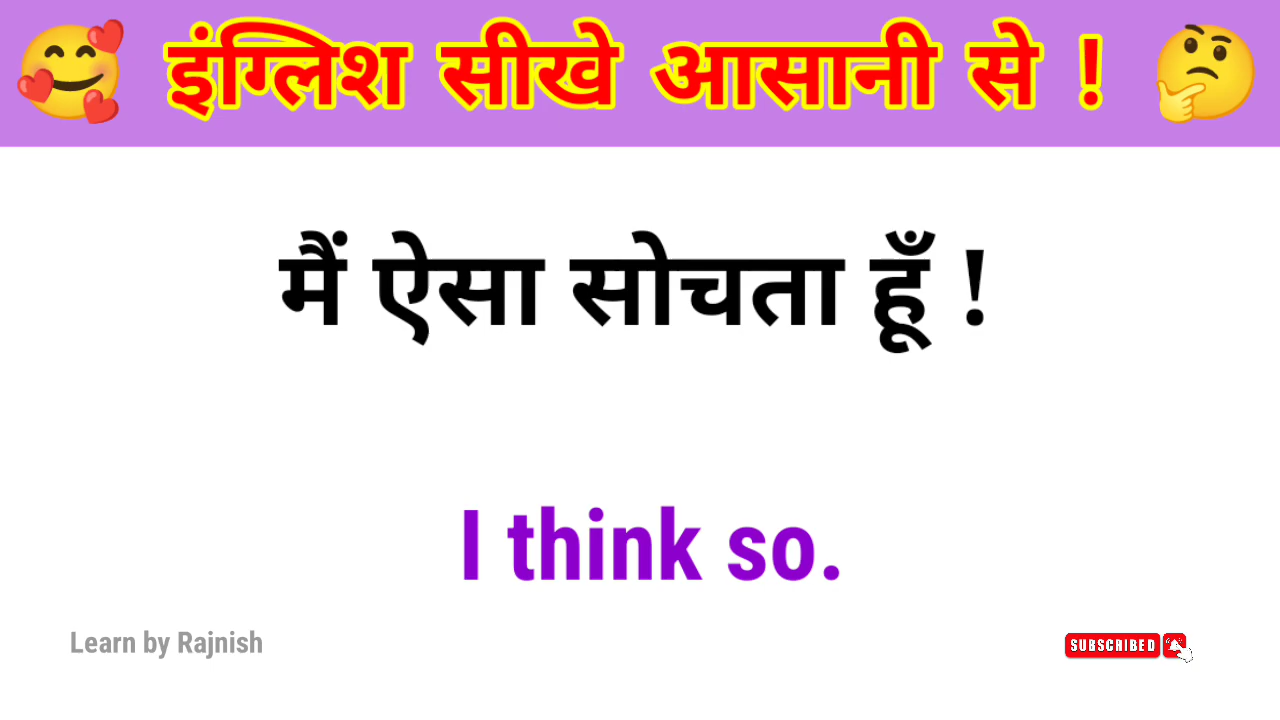 इंग्लिश सीखे आसानी से !
मैं ऐसा सोचता हूँ !
I think so.
Learn by Rajnish
SUBSCRIBED